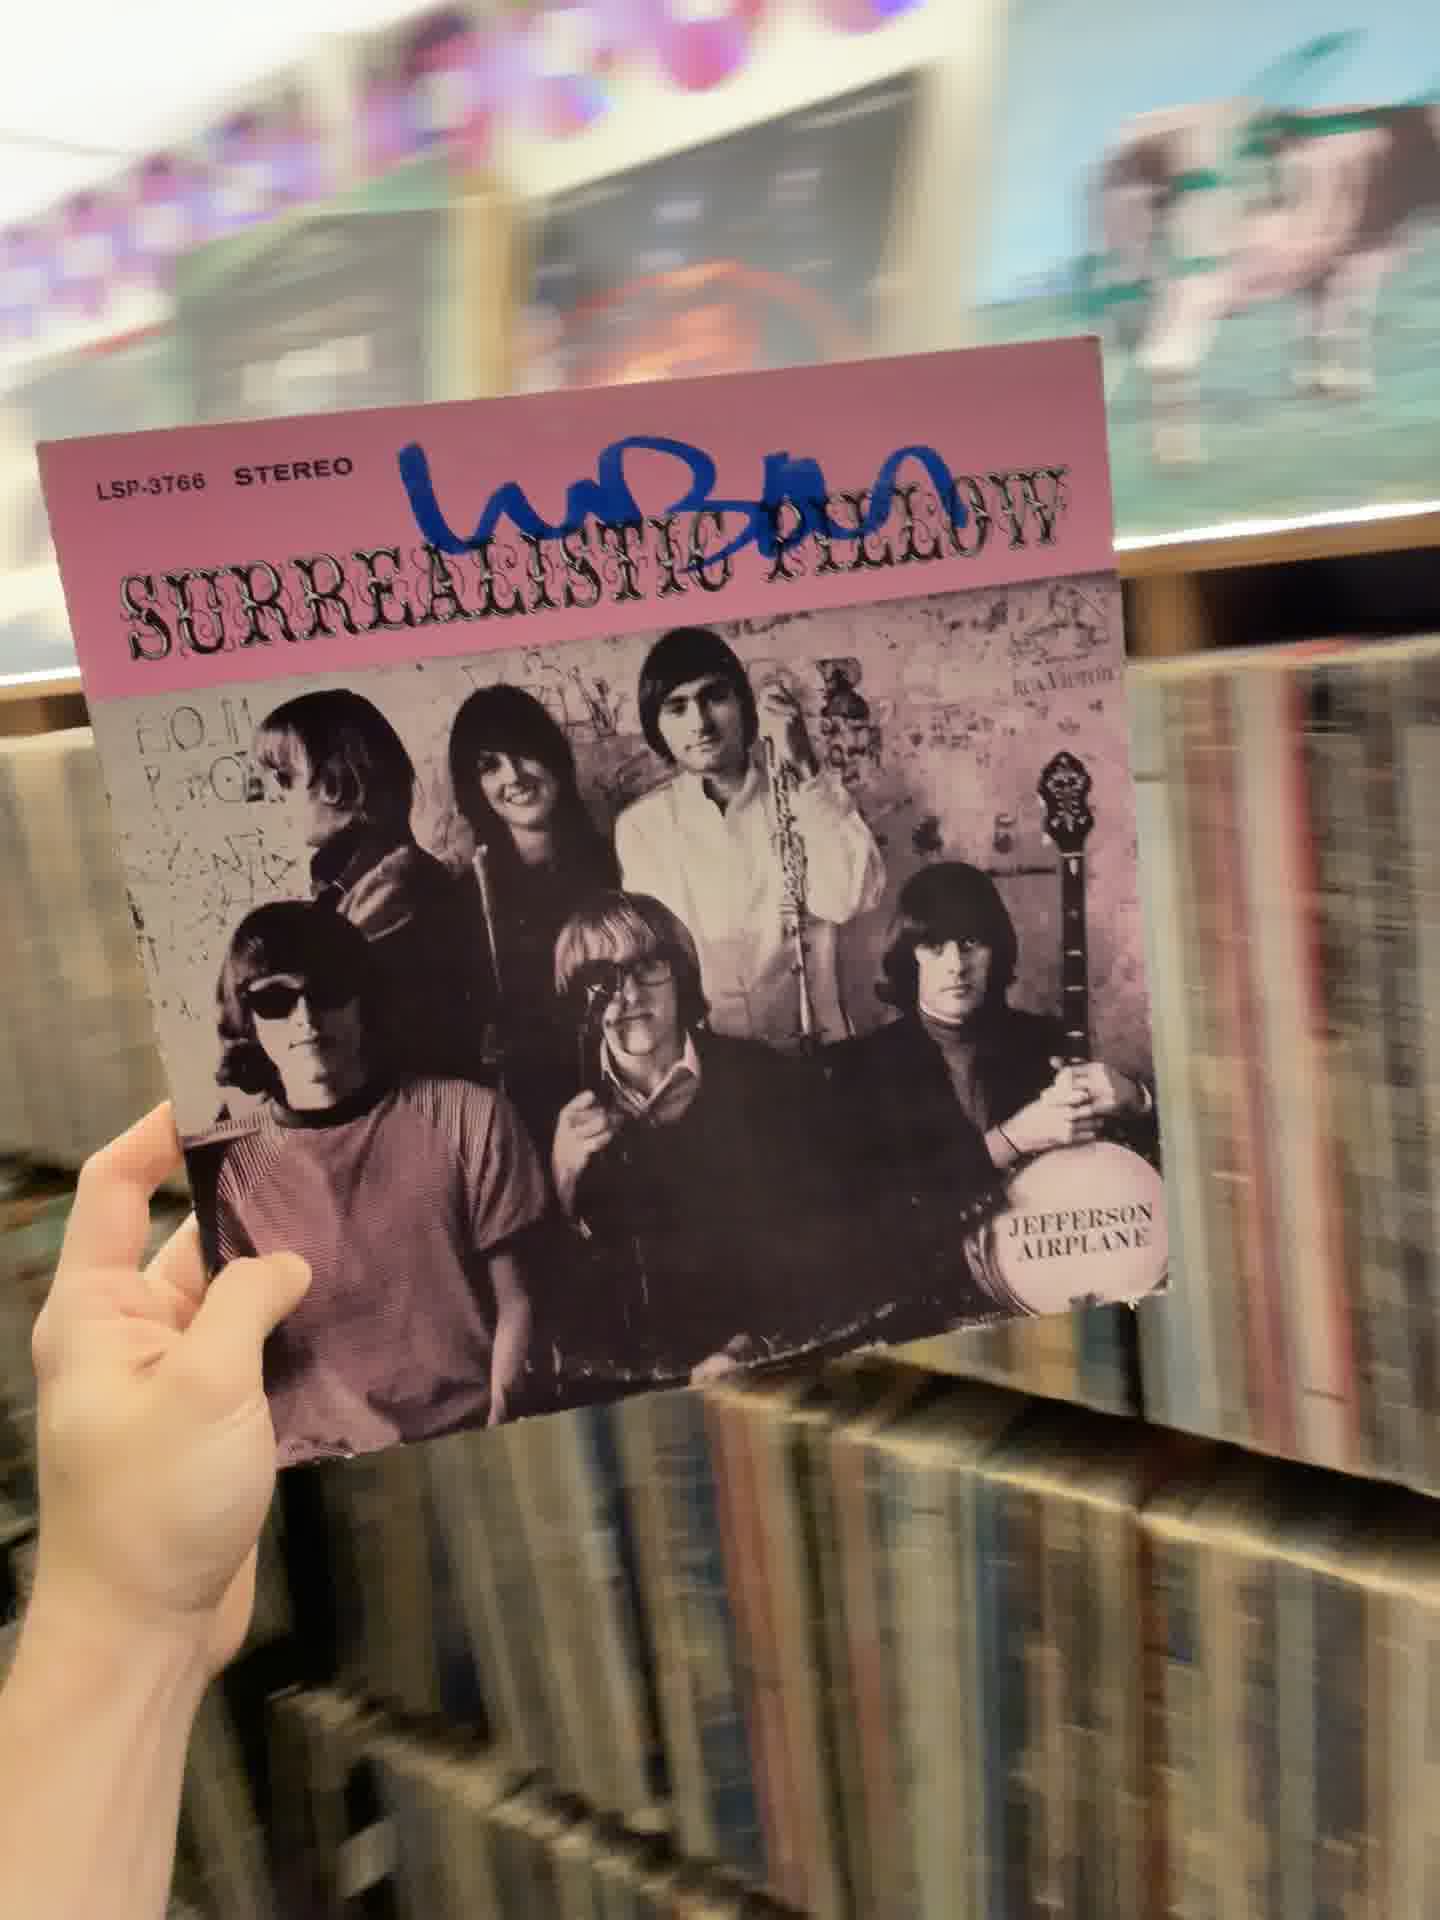 LSP-3766 STEREO
SURREALISTIC PILLOW
RCA VICTOR
JEFFERSON
AIRPLANE